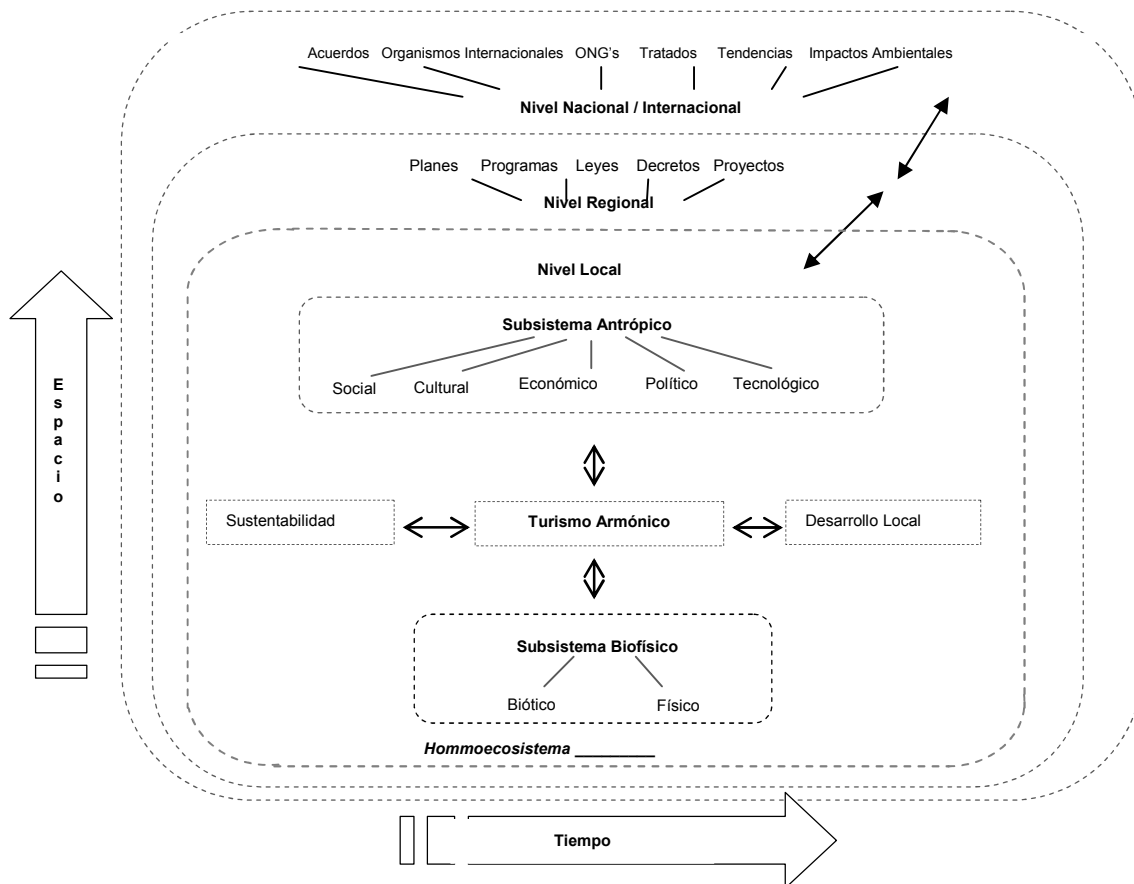 Acuerdos Organismos Internacionales ONG's Tratados Tendencias Impactos Ambientales
Nivel Nacional / Internacional
Planes Programas Leyes Decretos Proyectos
Nivel Regional
Nivel Local
Subsistema Antrópico
Social Cultural Económico Político Tecnológico
Espacio
Sustentabilidad Turismo Armónico Desarrollo Local
Subsistema Biofísico
Biótico Físico
Hommoecosistema __________
Tiempo